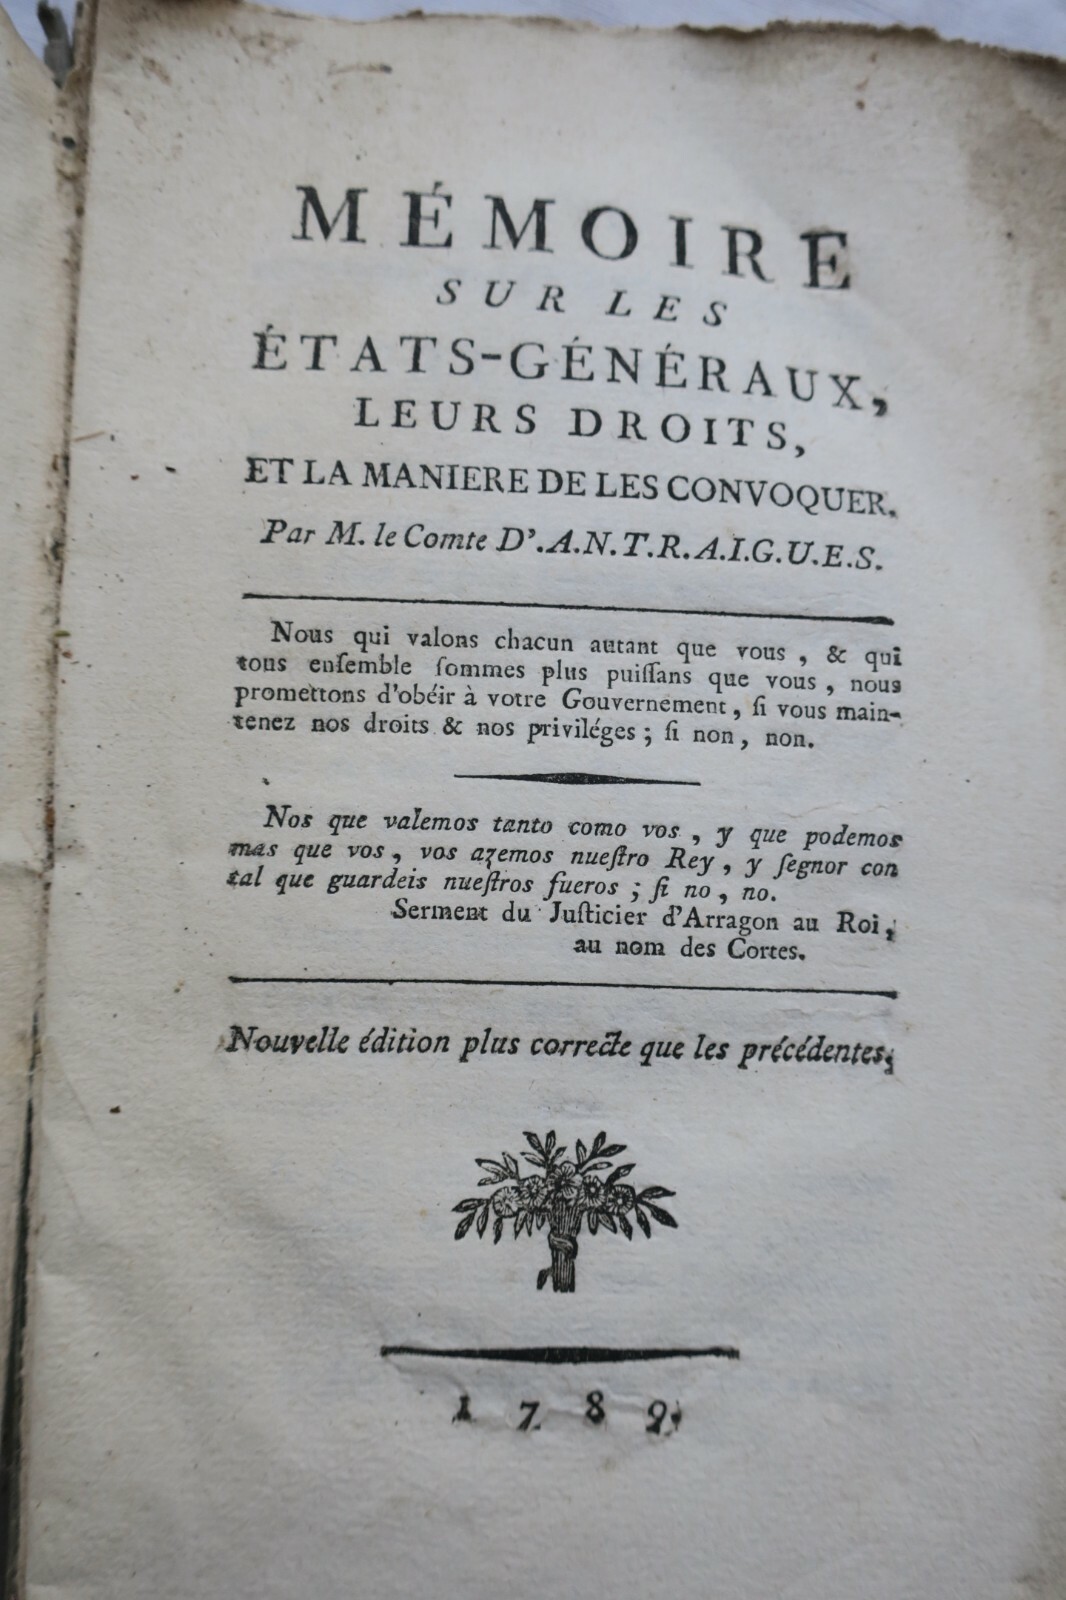 MÉMOIRE
SUR LES
ÉTATS-GÉNÉRAUX,
LEURS DROITS,
ET LA MANIERE DE LES CONVOQUER.
Par M. le Comte D'.A.N.T.R.A.I.G.U.E.S.
Nous qui valons chacun autant que vous, & qui
tous enſemble ſommes plus puiſſans que vous, nous
promettons d'obéir à votre Gouvernement, ſi vous main-
tenez nos droits & nos priviléges; ſi non, non.
Nos que valemos tanto como vos, y que podemos
mas que vos, vos azemos nueſtro Rey, y ſegnor con
tal que guardeis nueſtros fueros; ſi no, no.
Serment du Juſticier d'Arragon au Roi,
au nom des Cortes.
Nouvelle édition plus correcte que les précédentes.
1789.